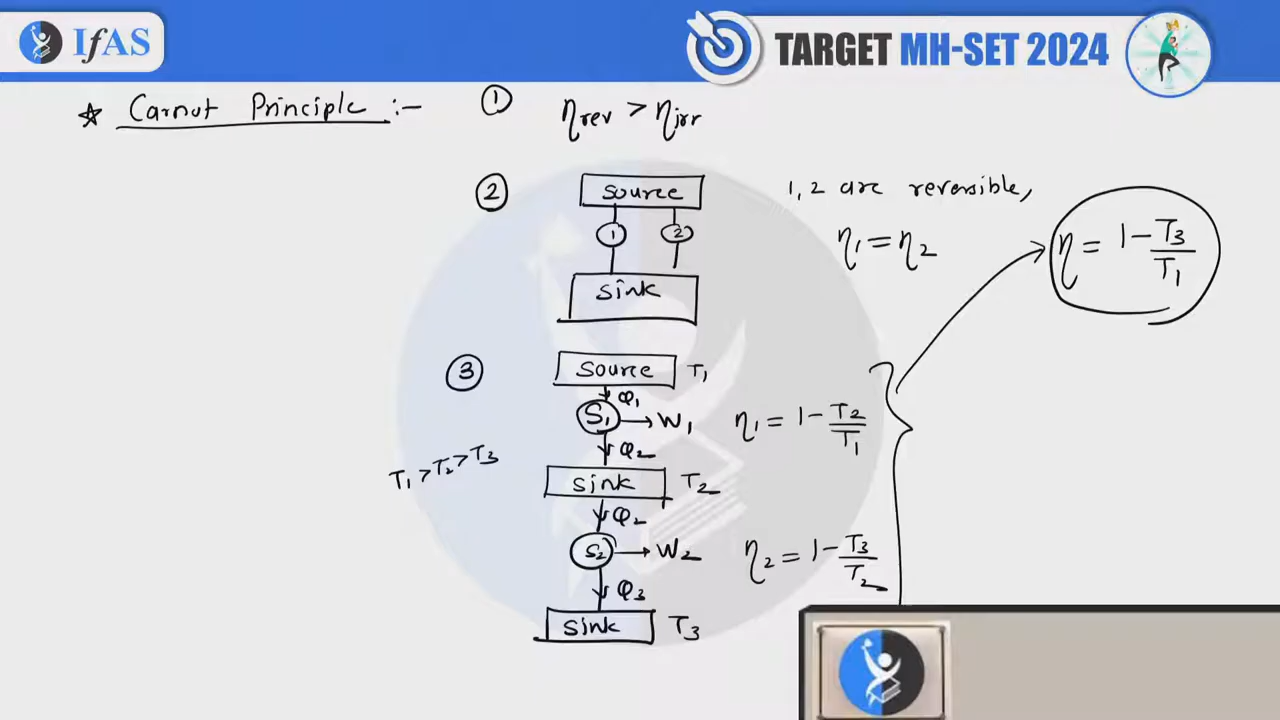 IfAS
TARGET MH-SET 2024
☆ Carnot Principle :-
① ηrev > ηirr
② Source
① ②
Sink
1, 2 are reversible,
η1 = η2
η = 1 - T3/T1
③ Source T1
Q1
S1 → W1
η1 = 1 - T2/T1
Q2
T1 > T2 > T3
Sink T2
Q2
S2 → W2
η2 = 1 - T3/T2
Q3
Sink T3